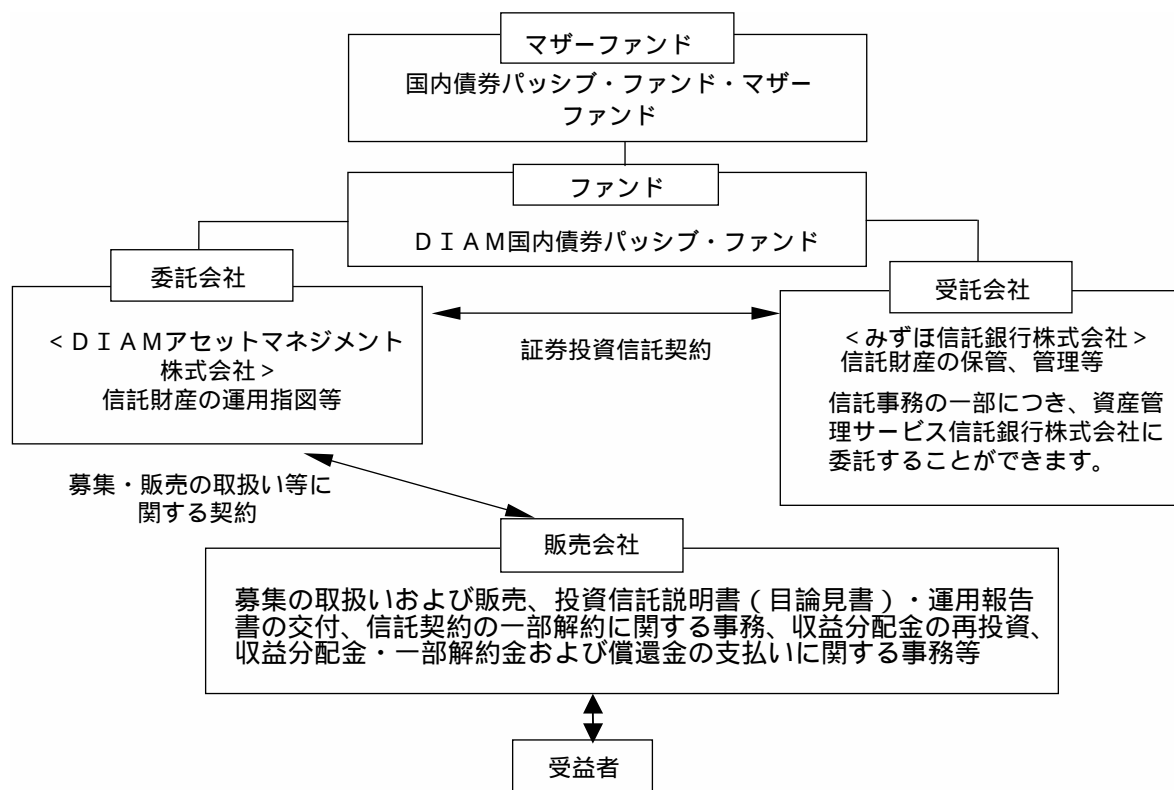 マザーファンド
国内債券パッシブ・ファンド・マザー
ファンド
ファンド
ＤＩＡＭ国内債券パッシブ・ファンド
委託会社
＜ＤＩＡＭアセットマネジメント
株式会社＞
信託財産の運用指図等
証券投資信託契約
受託会社
＜みずほ信託銀行株式会社＞
信託財産の保管、管理等
信託事務の一部につき、資産管
理サービス信託銀行株式会社に
委託することができます。
募集・販売の取扱い等に
関する契約
販売会社
募集の取扱いおよび販売、投資信託説明書（目論見書）・運用報告
書の交付、信託契約の一部解約に関する事務、収益分配金の再投資、
収益分配金・一部解約金および償還金の支払いに関する事務等
受益者